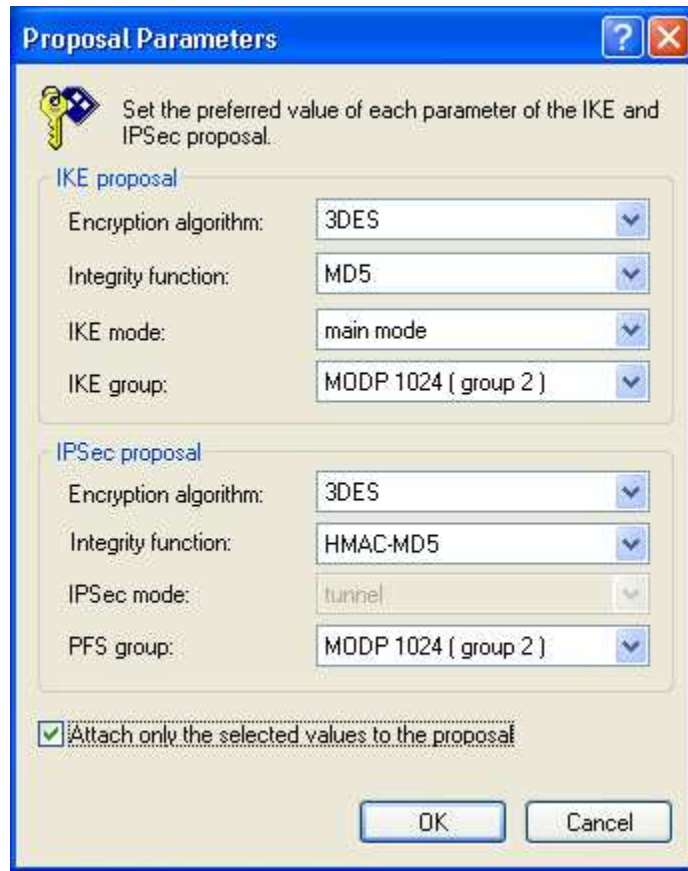 Proposal Parameters
?
Set the preferred value of each parameter of the IKE and
IPSec proposal.
IKE proposal
Encryption algorithm: 3DES
Integrity function: MD5
IKE mode: main mode
IKE group: MODP 1024 ( group 2 )
IPSec proposal
Encryption algorithm: 3DES
Integrity function: HMAC-MD5
IPSec mode: tunnel
PFS group: MODP 1024 ( group 2 )
Attach only the selected values to the proposal
OK Cancel